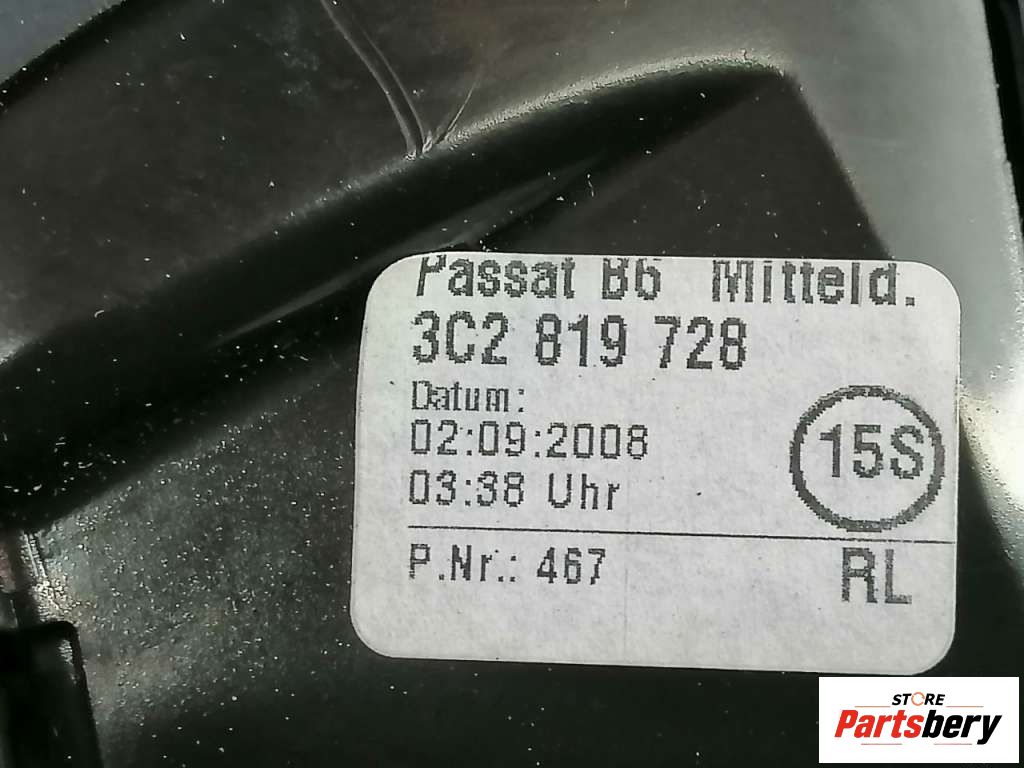 Passat B6 Mitteld.
3C2 819 728
Datum:
02:09:2008
03:38 Uhr
15S
P.Nr.: 467
RL
STORE
Partsbery